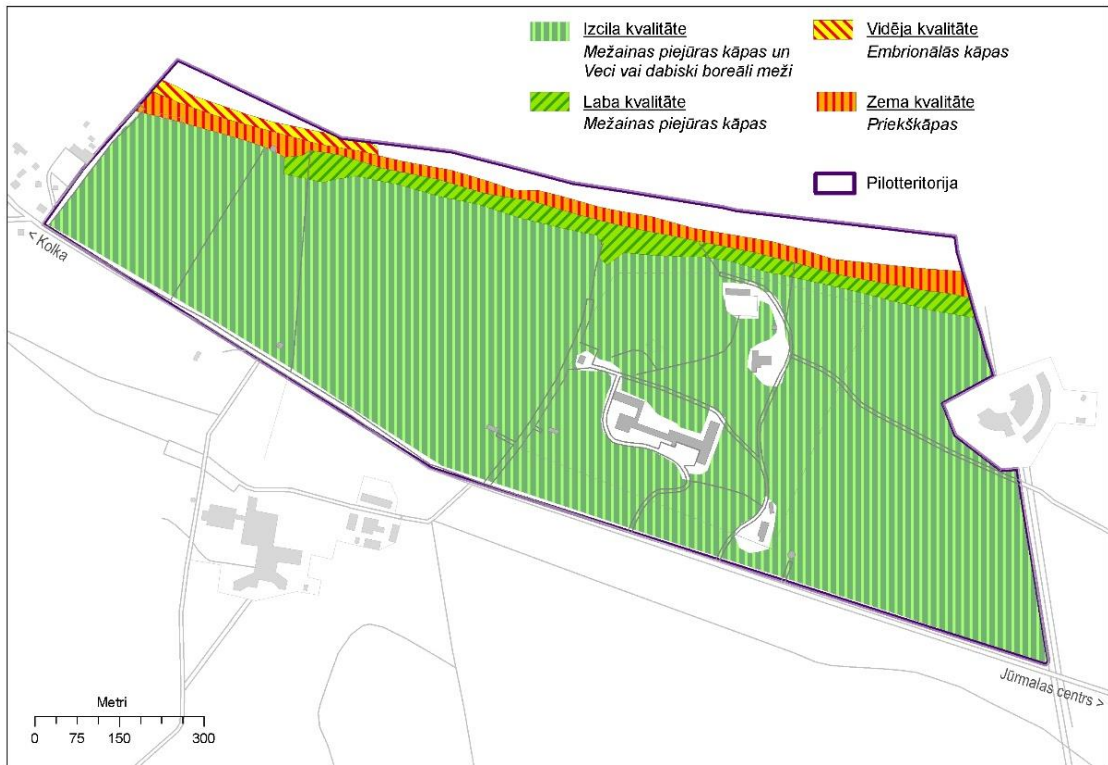 Izcila kvalitāte
Mežainas piejūras kāpas un
Veci vai dabiski boreāli meži
Laba kvalitāte
Mežainas piejūras kāpas
Vidēja kvalitāte
Embrionālās kāpas
Zema kvalitāte
Priekškāpas
Pilotteritorija
< Kolka
Jūrmalas centrs >
Metri
0 75 150 300